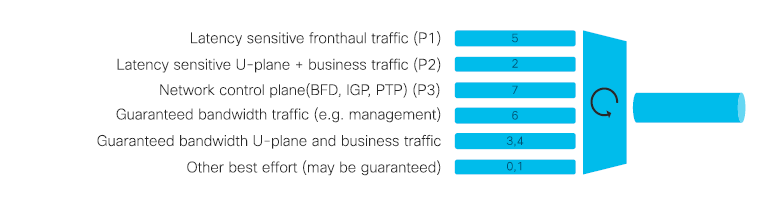 Latency sensitive fronthaul traffic (P1) 5
Latency sensitive U-plane + business traffic (P2) 2
Network control plane(BFD, IGP, PTP) (P3) 7
Guaranteed bandwidth traffic (e.g. management) 6
Guaranteed bandwidth U-plane and business traffic 3,4
Other best effort (may be guaranteed) 0,1